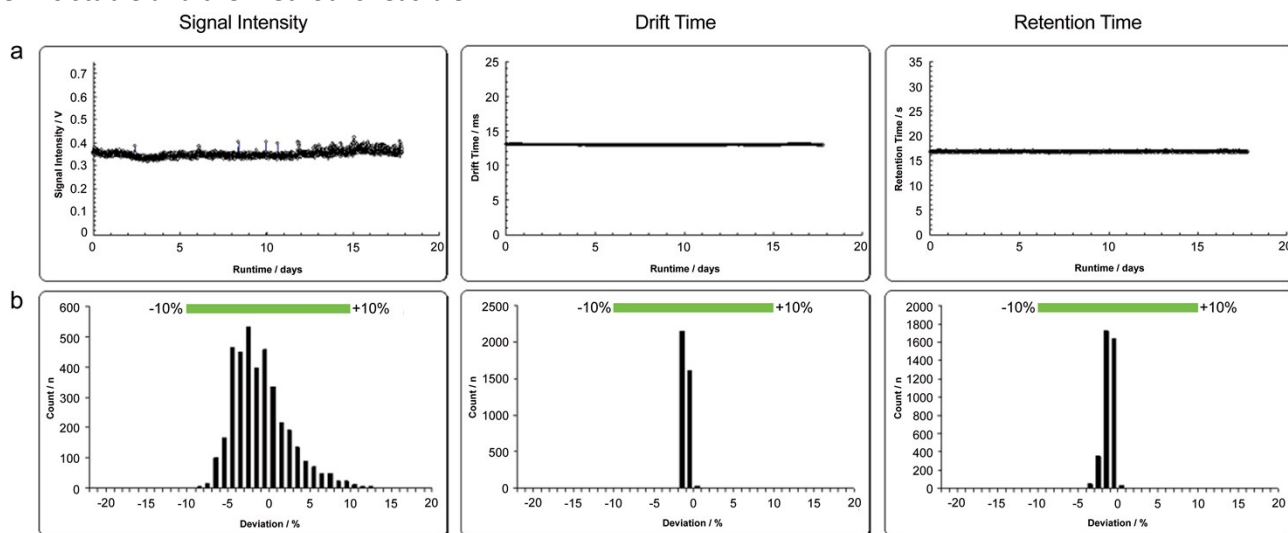 Signal Intensity Drift Time Retention Time
a
0.7
0.6
0.5
0.4
0.3
0.2
0.1
0
Signal Intensity / V
0 5 10 15 20
Runtime / days
25
20
15
10
5
0
Drift Time / ms
0 5 10 15 20
Runtime / days
35
30
25
20
15
10
5
0
Retention Time / s
0 5 10 15 20
Runtime / days
b
-10% +10%
600
500
400
300
200
100
0
Count / n
-20 -15 -10 -5 0 5 10 15 20
Deviation / %
-10% +10%
2500
2000
1500
1000
500
0
Count / n
-20 -15 -10 -5 0 5 10 15 20
Deviation / %
-10% +10%
2000
1800
1600
1400
1200
1000
800
600
400
200
0
Count / n
-20 -15 -10 -5 0 5 10 15 20
Deviation / %